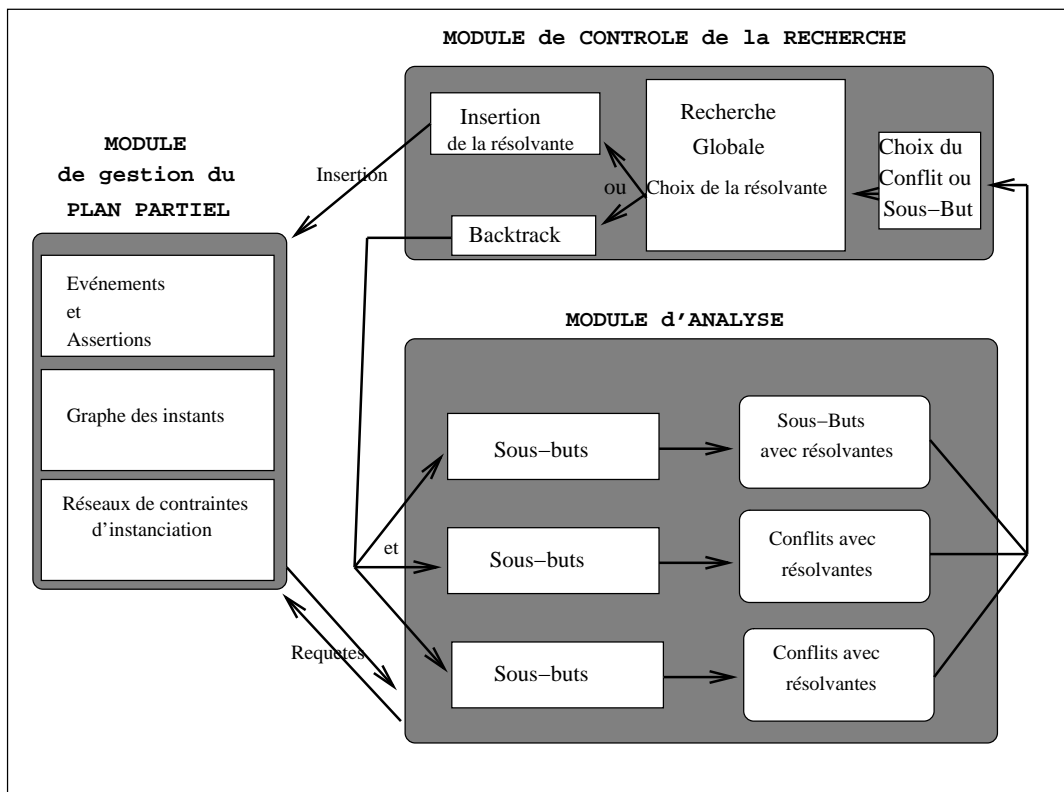 MODULE de CONTROLE de la RECHERCHE
Insertion
de la résolvante
Recherche
Globale
Choix de la résolvante
Choix du
Conflit ou
Sous−But
ou
Backtrack
Insertion
MODULE
de gestion du
PLAN PARTIEL
Evénements
et
Assertions
Graphe des instants
Réseaux de contraintes
d’instanciation
Requetes
MODULE d’ANALYSE
Sous−buts
Sous−Buts
avec résolvantes
et
Sous−buts
Conflits avec
résolvantes
Sous−buts
Conflits avec
résolvantes